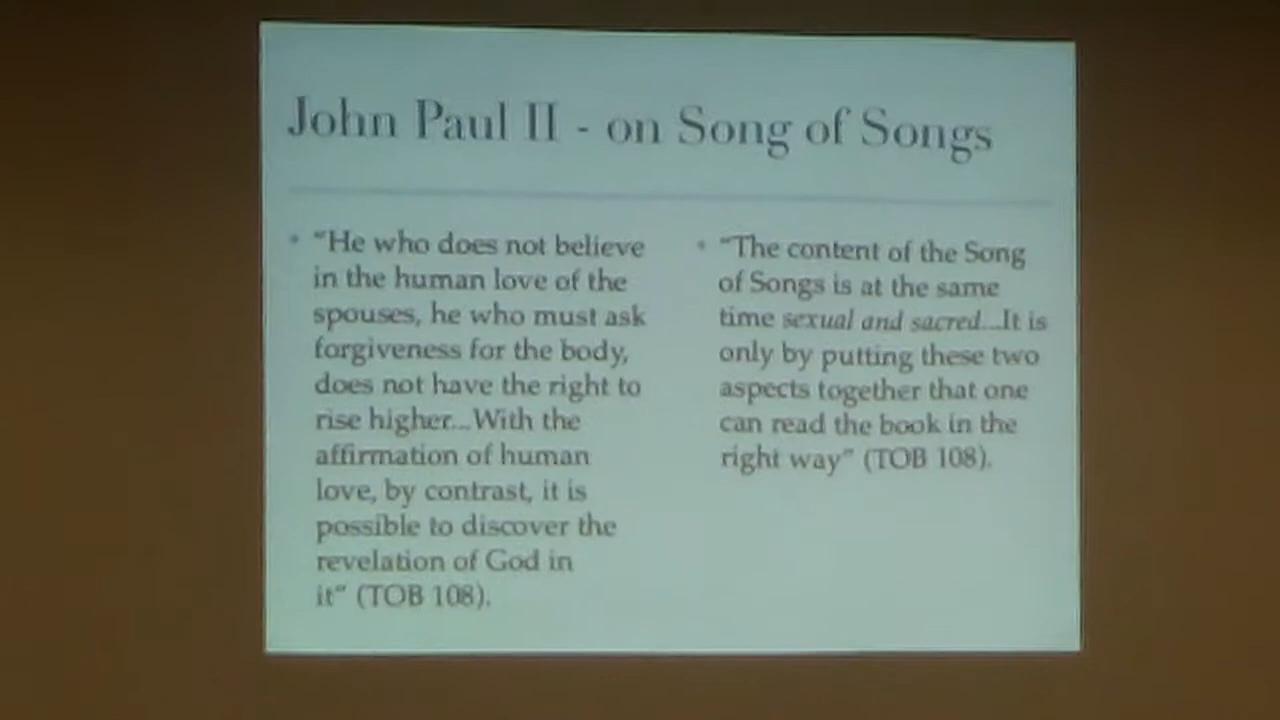 John Paul II - on Song of Songs
• “He who does not believe
in the human love of the
spouses, he who must ask
forgiveness for the body,
does not have the right to
rise higher...With the
affirmation of human
love, by contrast, it is
possible to discover the
revelation of God in
it” (TOB 108).
• “The content of the Song
of Songs is at the same
time sexual and sacred...It is
only by putting these two
aspects together that one
can read the book in the
right way” (TOB 108).